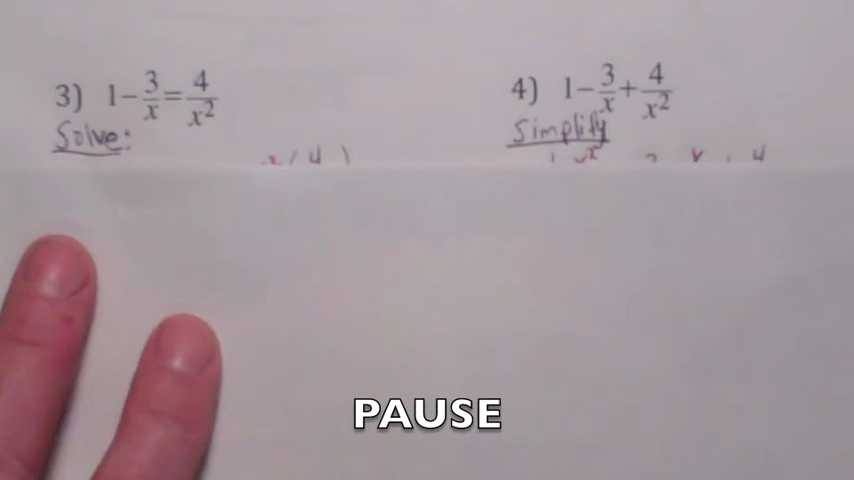 3) 1 - 3/x = 4/x²
Solve:
4) 1 - 3/x + 4/x²
Simplify
PAUSE